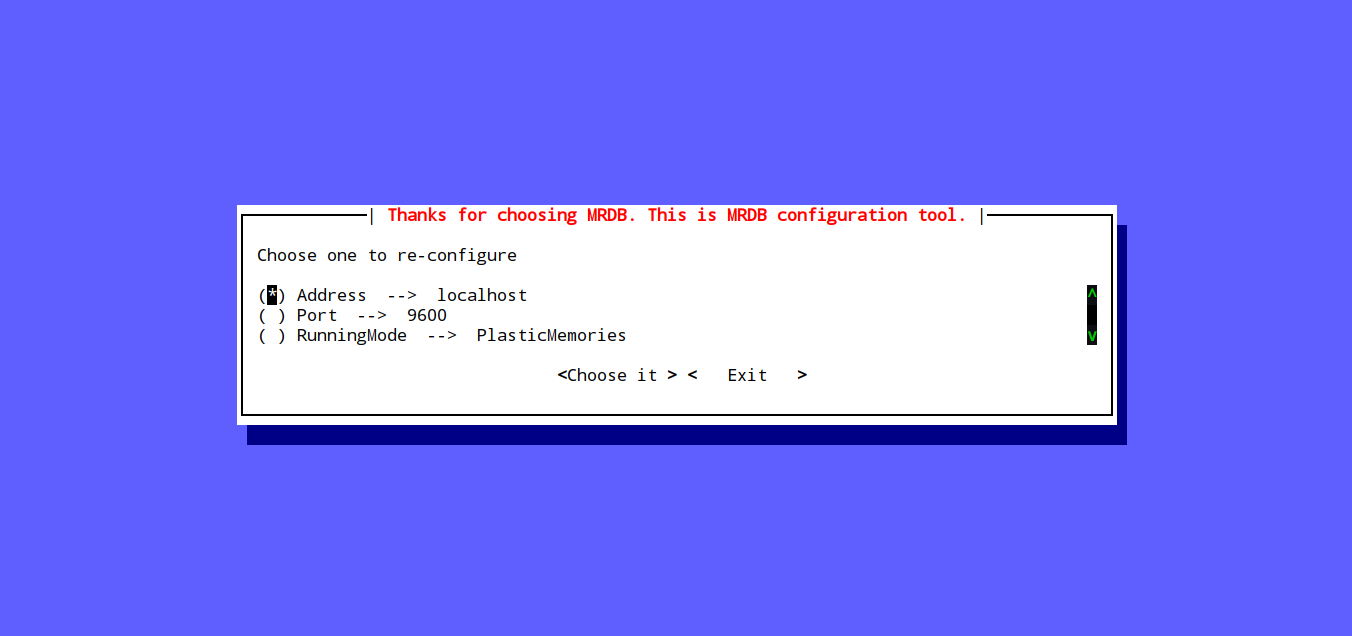 | Thanks for choosing MRDB. This is MRDB configuration tool. |
Choose one to re-configure
(*) Address --> localhost ^
( ) Port --> 9600
( ) RunningMode --> PlasticMemories v
<Choose it > < Exit >